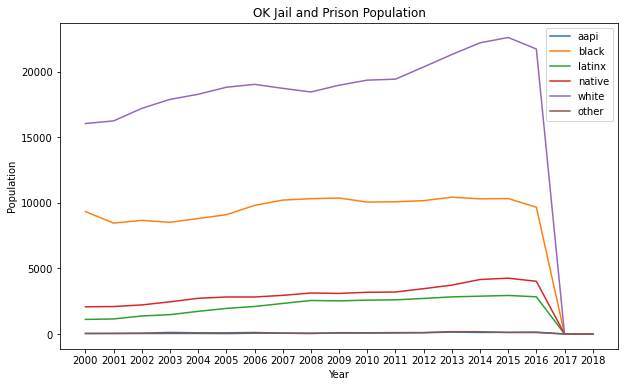 OK Jail and Prison Population
aapi
black
latinx
native
white
other
Population
20000
15000
10000
5000
0
2000 2001 2002 2003 2004 2005 2006 2007 2008 2009 2010 2011 2012 2013 2014 2015 2016 2017 2018
Year